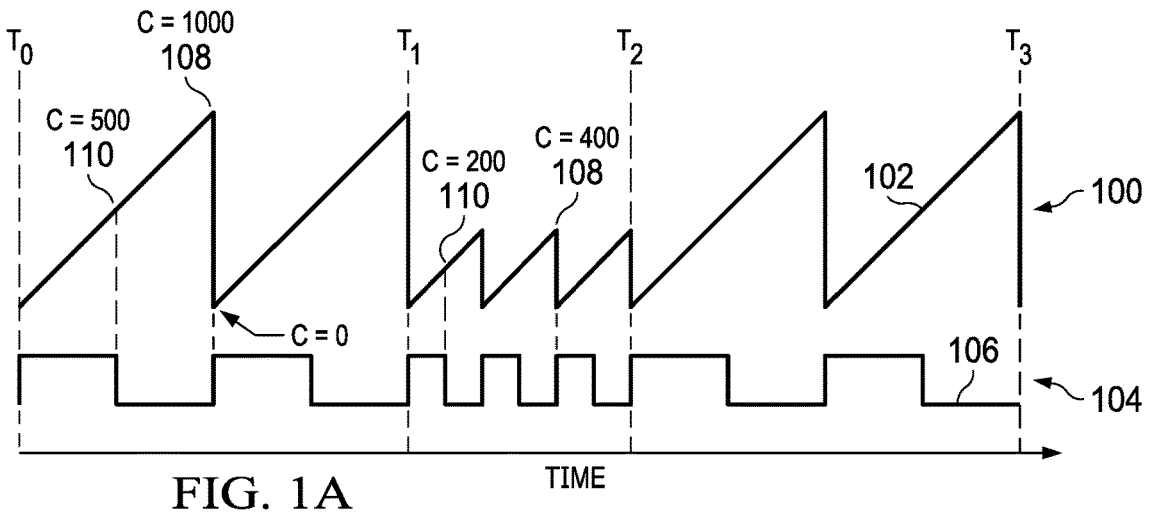 C = 1000
T0 108 T1 T2 T3
C = 500
110
C = 200 C = 400
110 108
102
100
C = 0
106
104
TIME
FIG. 1A